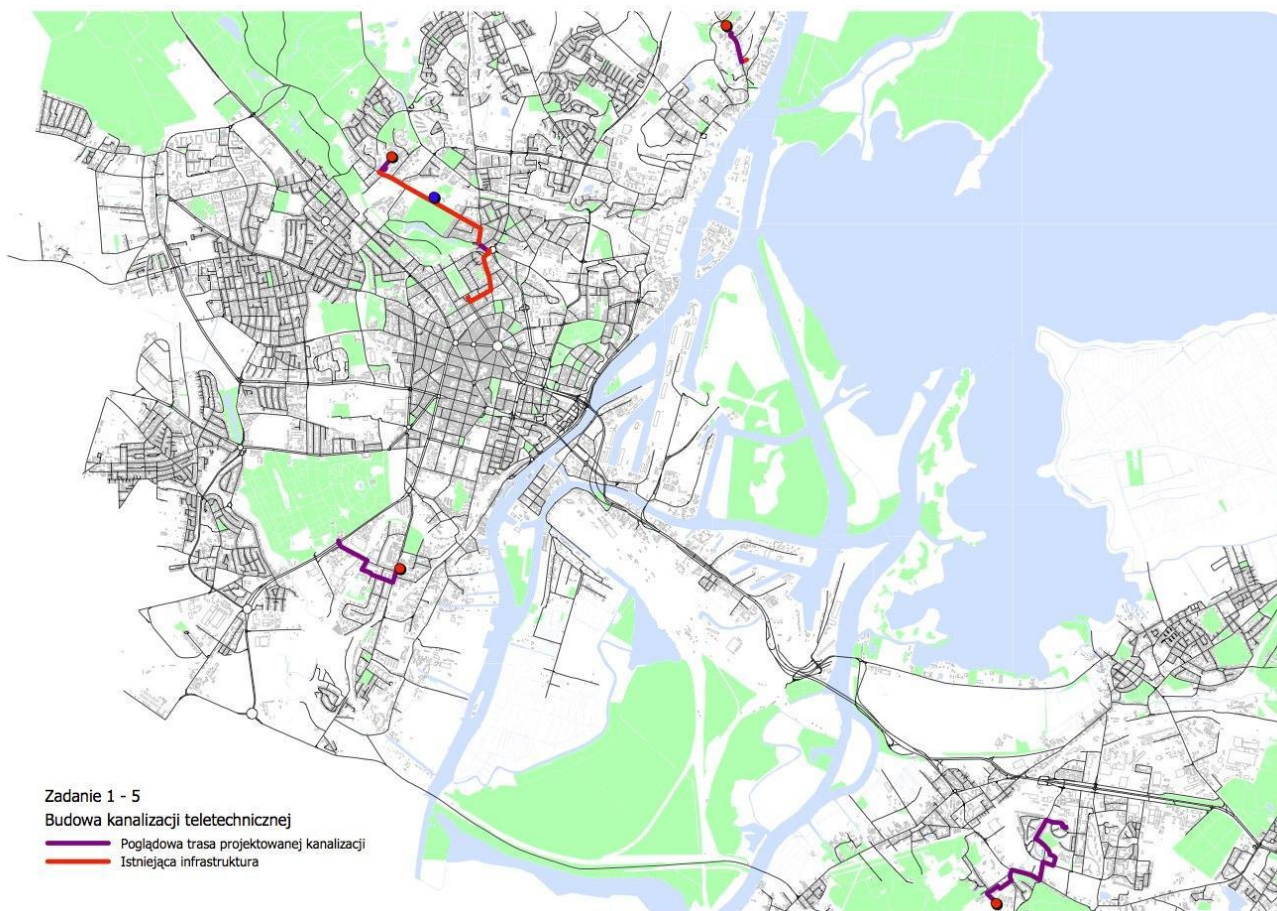 Zadanie 1 - 5
Budowa kanalizacji teletechnicznej
Poglądowa trasa projektowanej kanalizacji
Istniejąca infrastruktura